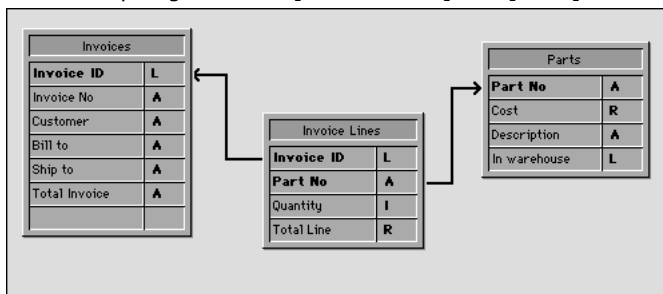 Invoices
Invoice ID L
Invoice No A
Customer A
Bill to A
Ship to A
Total Invoice A
Invoice Lines
Invoice ID L
Part No A
Quantity I
Total Line R
Parts
Part No A
Cost R
Description A
In warehouse L